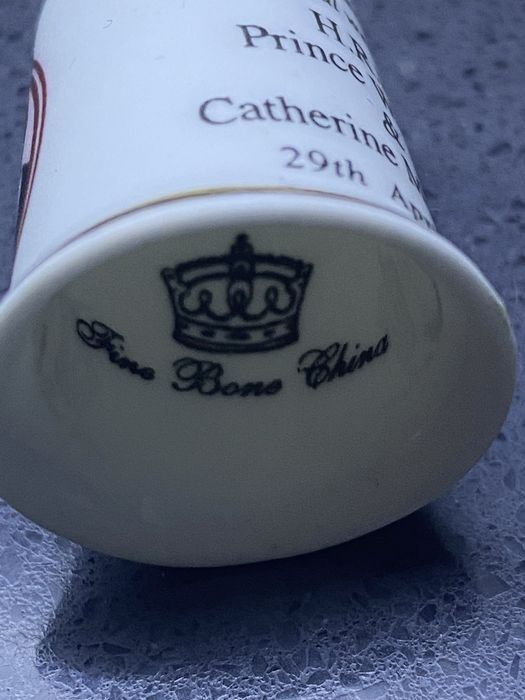 Prince
&
Catherine
29th
Fine Bone China